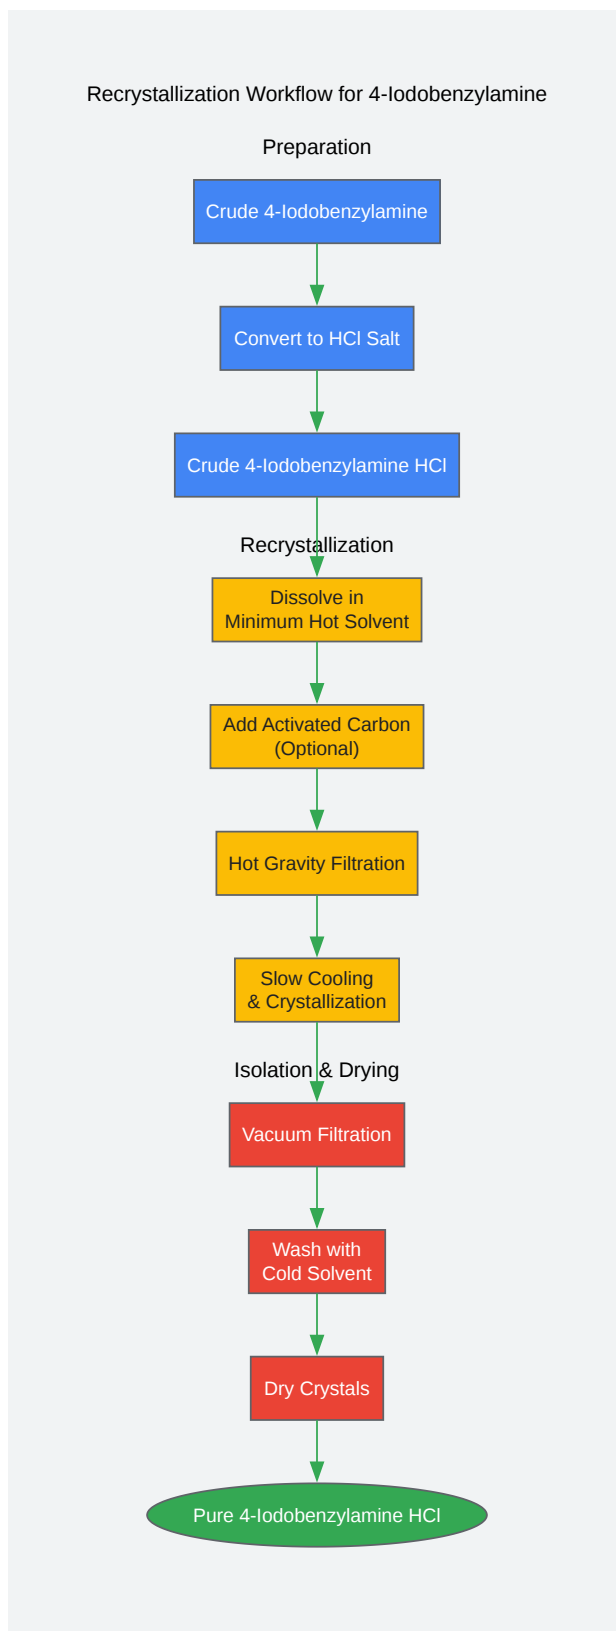 Recrystallization Workflow for 4-Iodobenzylamine
Preparation
Crude 4-Iodobenzylamine
Convert to HCl Salt
Crude 4-Iodobenzylamine HCl
Recrystallization
Dissolve in
Minimum Hot Solvent
Add Activated Carbon
(Optional)
Hot Gravity Filtration
Slow Cooling
& Crystallization
Isolation & Drying
Vacuum Filtration
Wash with
Cold Solvent
Dry Crystals
Pure 4-Iodobenzylamine HCl